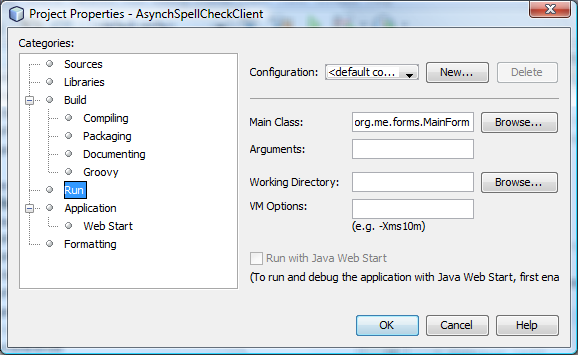 Project Properties - AsynchSpellCheckClient
Categories:
Sources
Libraries
Build
Compiling
Packaging
Documenting
Groovy
Run
Application
Web Start
Formatting
Configuration: <default co... New... Delete
Main Class: org.me.forms.MainForm Browse...
Arguments:
Working Directory: Browse...
VM Options:
(e.g. -Xms10m)
Run with Java Web Start
(To run and debug the application with Java Web Start, first ena
OK Cancel Help